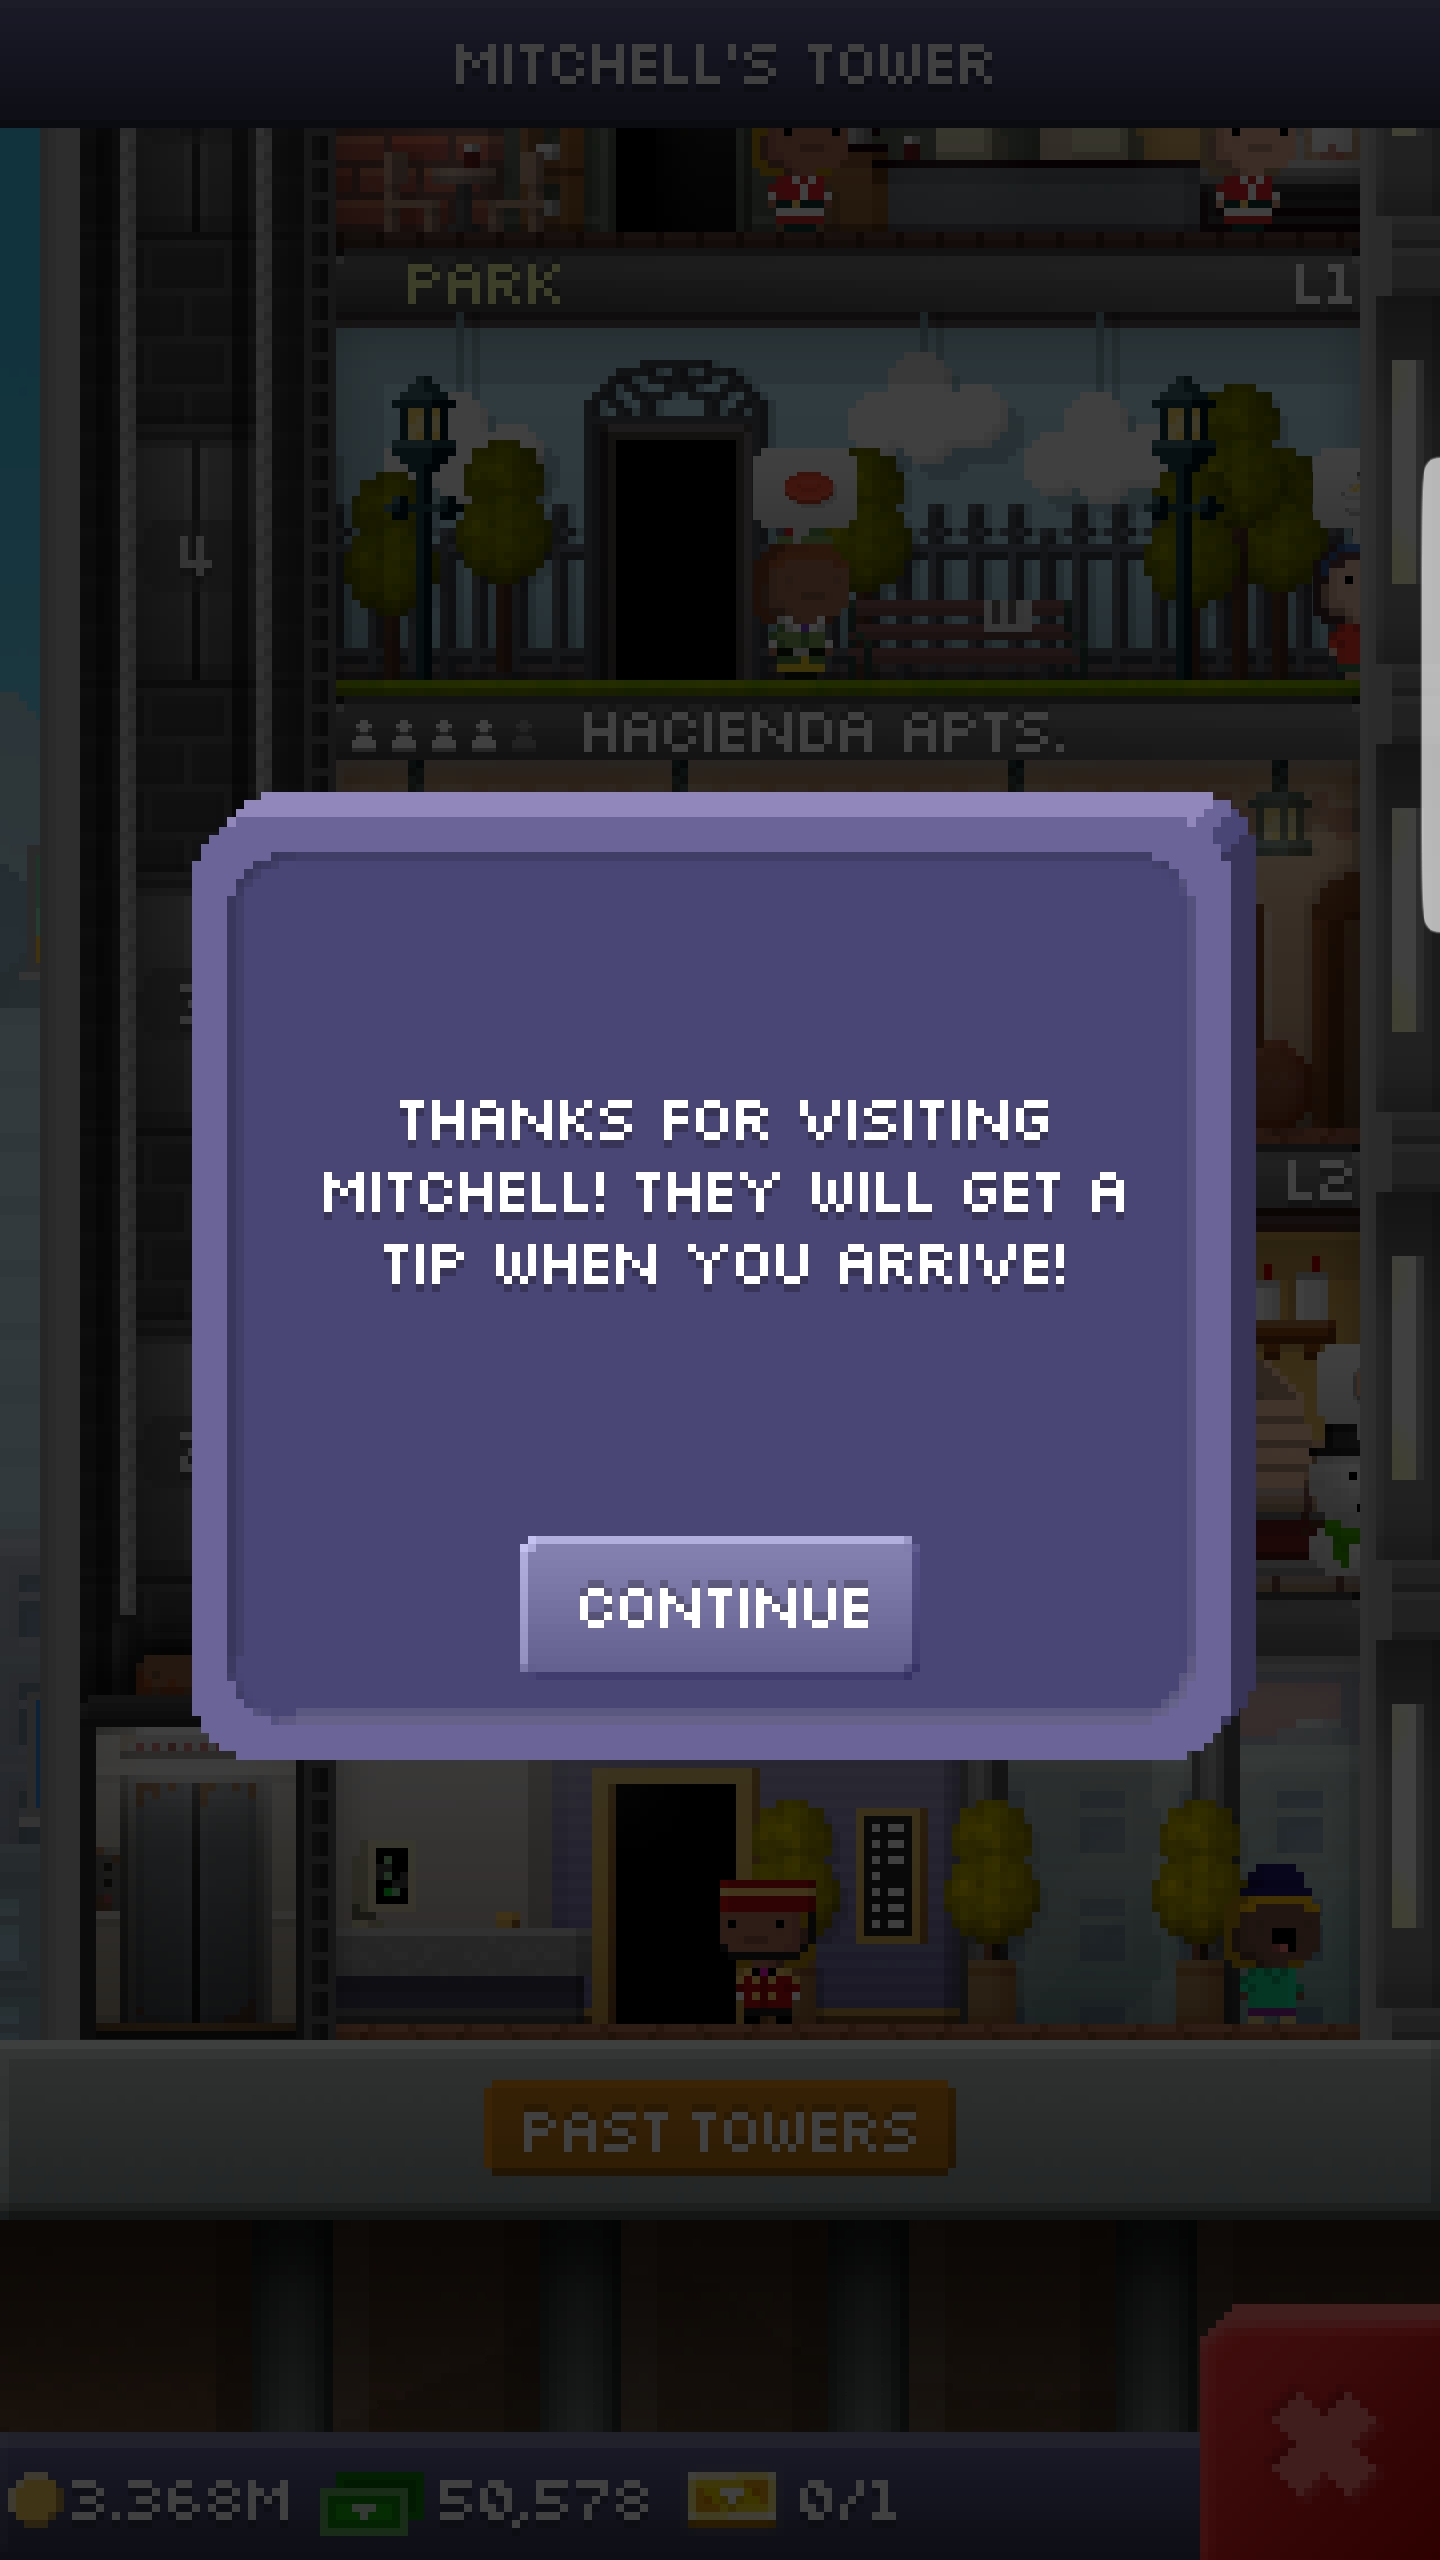 MITCHELL'S TOWER
PARK L1
4
HACIENDA APTS.
THANKS FOR VISITING
MITCHELL! THEY WILL GET A
TIP WHEN YOU ARRIVE!
L2
CONTINUE
PAST TOWERS
3.368M 50,578 0/1